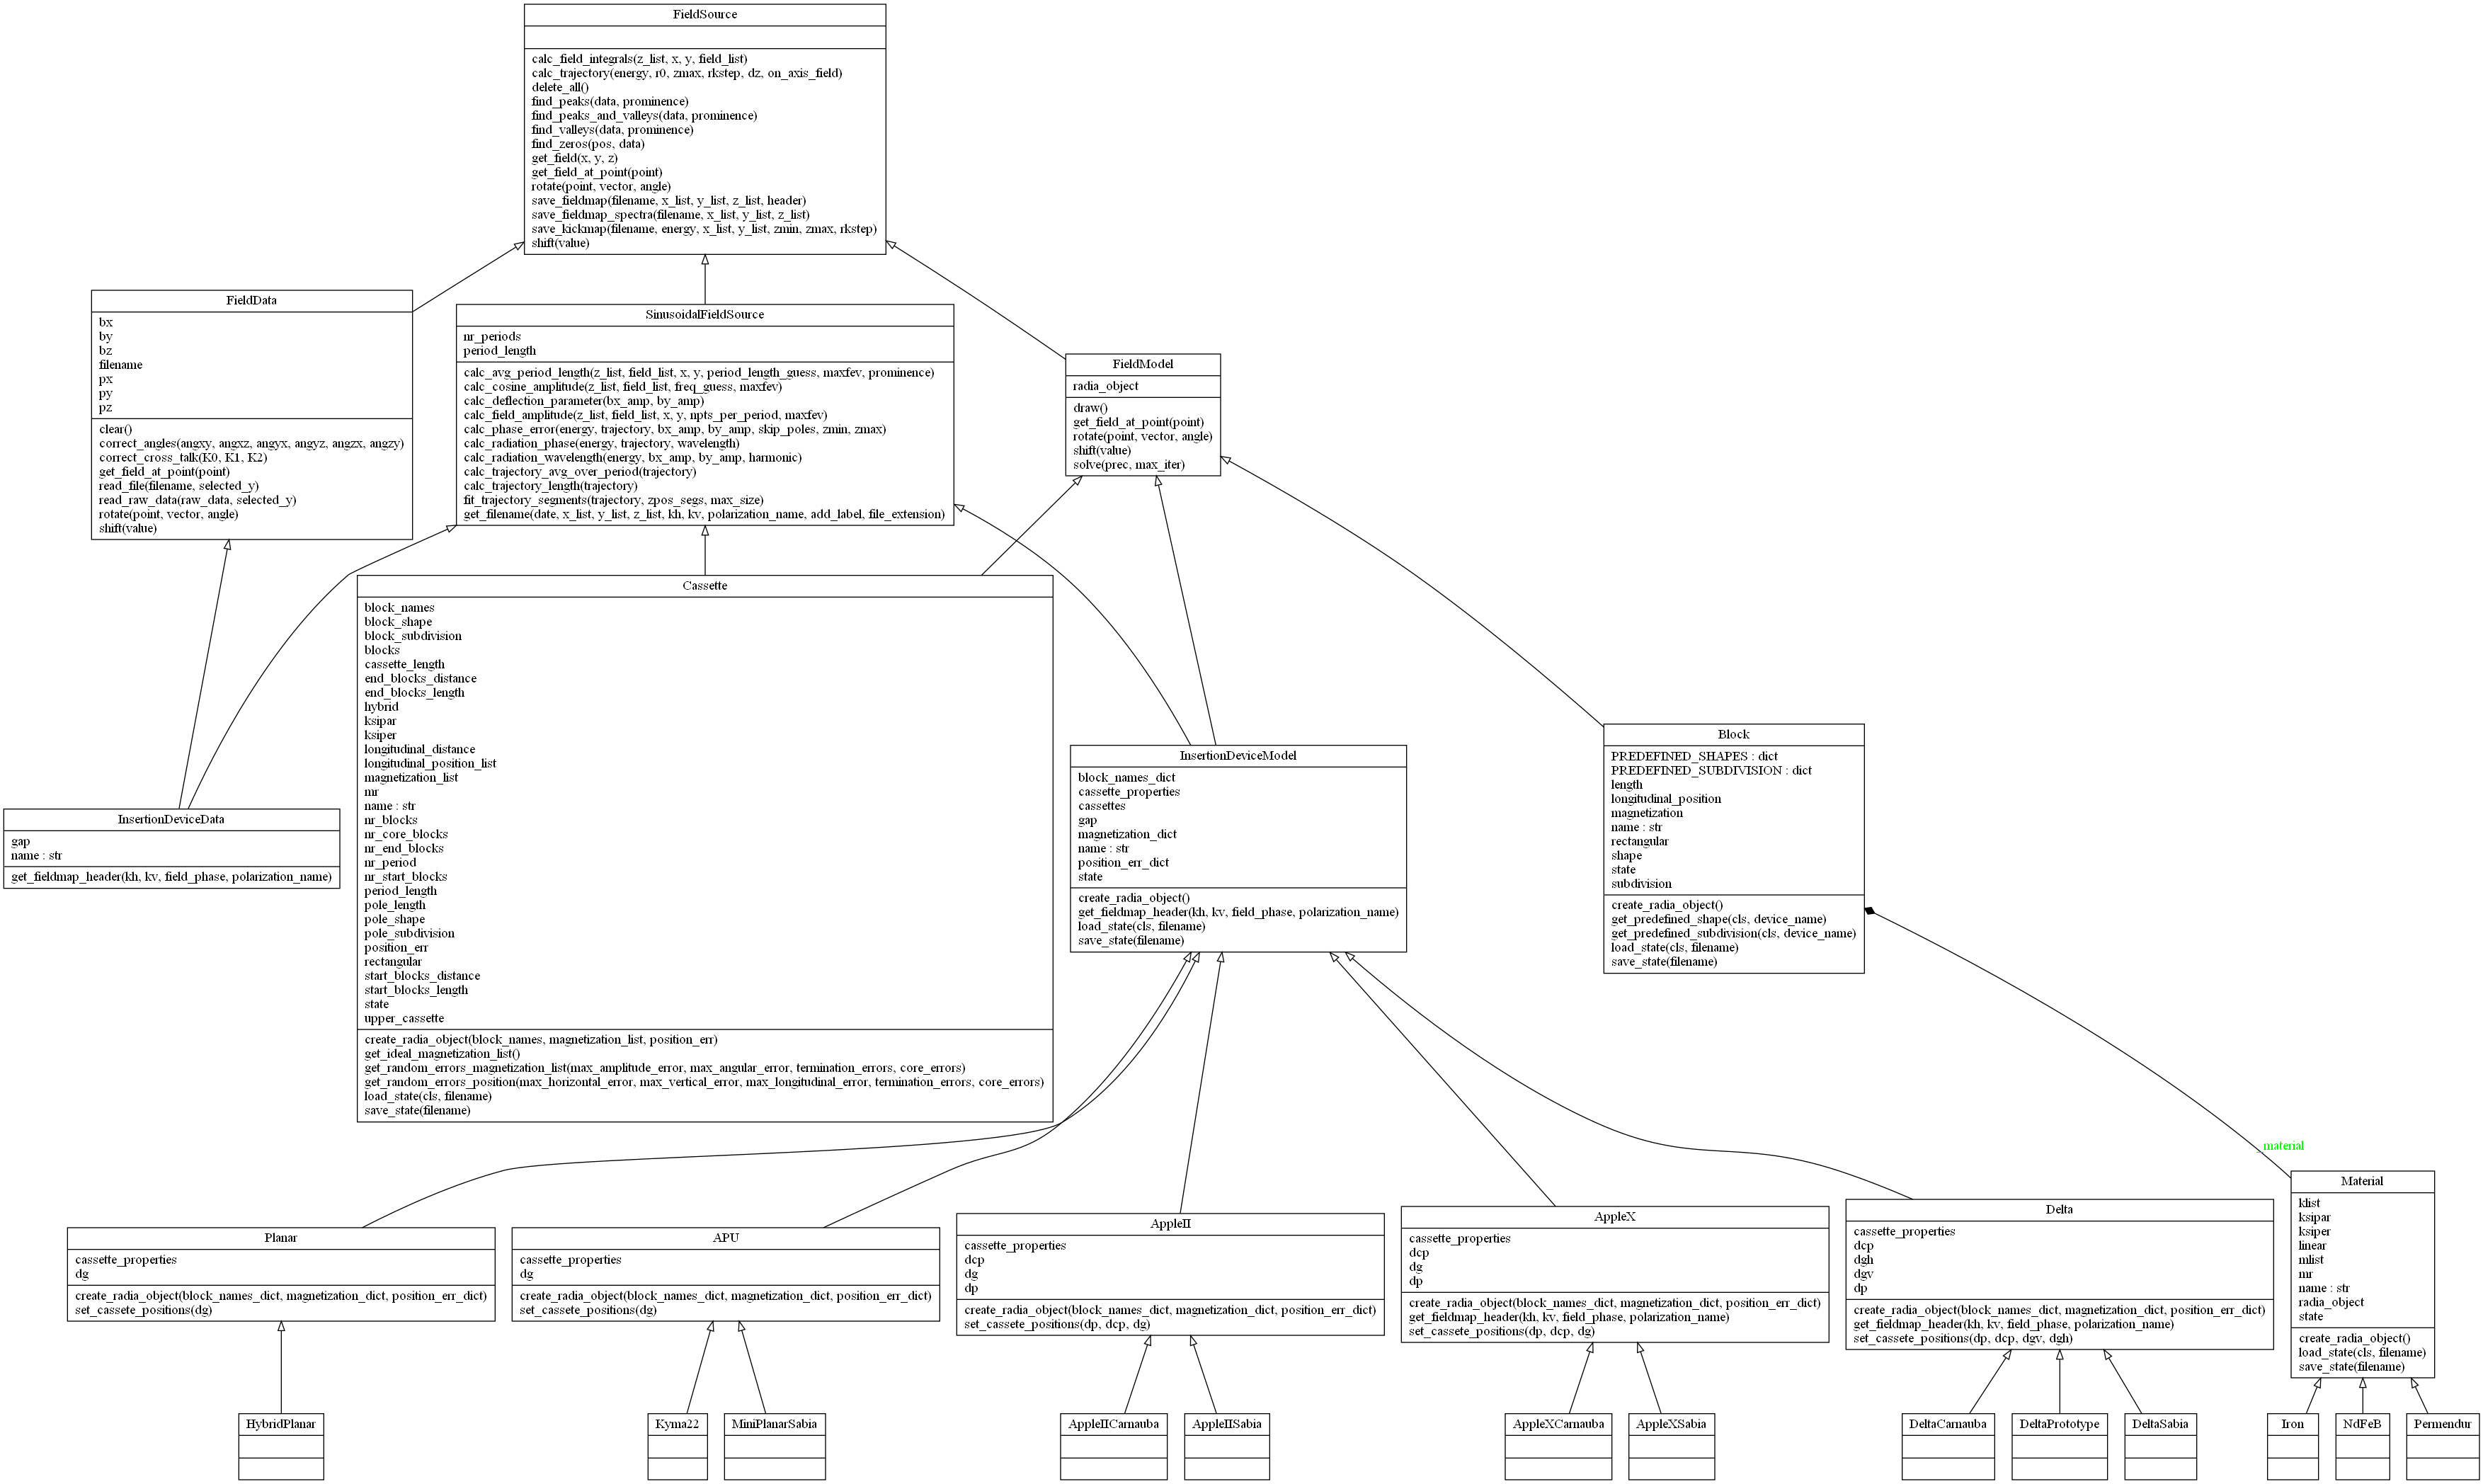 FieldSource
calc_field_integrals(z_list, x, y, field_list)
calc_trajectory(energy, r0, zmax, rkstep, dz, on_axis_field)
delete_all()
find_peaks(data, prominence)
find_peaks_and_valleys(data, prominence)
find_valleys(data, prominence)
find_zeros(pos, data)
get_field(x, y, z)
get_field_at_point(point)
rotate(point, vector, angle)
save_fieldmap(filename, x_list, y_list, z_list, header)
save_fieldmap_spectra(filename, x_list, y_list, z_list)
save_kickmap(filename, energy, x_list, y_list, zmin, zmax, rkstep)
shift(value)
FieldData
bx
by
bz
filename
px
py
pz
clear()
correct_angles(angxy, angxz, angyx, angyz, angzx, angzy)
correct_cross_talk(K0, K1, K2)
get_field_at_point(point)
read_file(filename, selected_y)
read_raw_data(raw_data, selected_y)
rotate(point, vector, angle)
shift(value)
SinusoidalFieldSource
nr_periods
period_length
calc_avg_period_length(z_list, field_list, x, y, period_length_guess, maxfev, prominence)
calc_cosine_amplitude(z_list, field_list, freq_guess, maxfev)
calc_deflection_parameter(bx_amp, by_amp)
calc_field_amplitude(z_list, field_list, x, y, npts_per_period, maxfev)
calc_phase_error(energy, trajectory, bx_amp, by_amp, skip_poles, zmin, zmax)
calc_radiation_phase(energy, trajectory, wavelength)
calc_radiation_wavelength(energy, bx_amp, by_amp, harmonic)
calc_trajectory_avg_over_period(trajectory)
calc_trajectory_length(trajectory)
fit_trajectory_segments(trajectory, zpos_segs, max_size)
get_filename(date, x_list, y_list, z_list, kh, kv, polarization_name, add_label, file_extension)
FieldModel
radia_object
draw()
get_field_at_point(point)
rotate(point, vector, angle)
shift(value)
solve(prec, max_iter)
Cassette
block_names
block_shape
block_subdivision
blocks
cassette_length
end_blocks_distance
end_blocks_length
hybrid
ksipar
ksiper
longitudinal_distance
longitudinal_position_list
magnetization_list
mr
name : str
nr_blocks
nr_core_blocks
nr_end_blocks
nr_period
nr_start_blocks
period_length
pole_length
pole_shape
pole_subdivision
position_err
rectangular
start_blocks_distance
start_blocks_length
state
upper_cassette
create_radia_object(block_names, magnetization_list, position_err)
get_ideal_magnetization_list()
get_random_errors_magnetization_list(max_amplitude_error, max_angular_error, termination_errors, core_errors)
get_random_errors_position(max_horizontal_error, max_vertical_error, max_longitudinal_error, termination_errors, core_errors)
load_state(cls, filename)
save_state(filename)
InsertionDeviceData
gap
name : str
get_fieldmap_header(kh, kv, field_phase, polarization_name)
InsertionDeviceModel
block_names_dict
cassette_properties
cassettes
gap
magnetization_dict
name : str
position_err_dict
state
create_radia_object()
get_fieldmap_header(kh, kv, field_phase, polarization_name)
load_state(cls, filename)
save_state(filename)
Block
PREDEFINED_SHAPES : dict
PREDEFINED_SUBDIVISION : dict
length
longitudinal_position
magnetization
name : str
rectangular
shape
state
subdivision
create_radia_object()
get_predefined_shape(cls, device_name)
get_predefined_subdivision(cls, device_name)
load_state(cls, filename)
save_state(filename)
_material
Planar
cassette_properties
dg
create_radia_object(block_names_dict, magnetization_dict, position_err_dict)
set_cassete_positions(dg)
APU
cassette_properties
dg
create_radia_object(block_names_dict, magnetization_dict, position_err_dict)
set_cassete_positions(dg)
AppleII
cassette_properties
dcp
dg
dp
create_radia_object(block_names_dict, magnetization_dict, position_err_dict)
set_cassete_positions(dp, dcp, dg)
AppleX
cassette_properties
dcp
dg
dp
create_radia_object(block_names_dict, magnetization_dict, position_err_dict)
get_fieldmap_header(kh, kv, field_phase, polarization_name)
set_cassete_positions(dp, dcp, dg)
Delta
cassette_properties
dcp
dgh
dgv
dp
create_radia_object(block_names_dict, magnetization_dict, position_err_dict)
get_fieldmap_header(kh, kv, field_phase, polarization_name)
set_cassete_positions(dp, dcp, dgv, dgh)
Material
klist
ksipar
ksiper
linear
mlist
mr
name : str
radia_object
state
create_radia_object()
load_state(cls, filename)
save_state(filename)
HybridPlanar
Kyma22
MiniPlanarSabia
AppleIICarnauba
AppleIISabia
AppleXCarnauba
AppleXSabia
DeltaCarnauba
DeltaPrototype
DeltaSabia
Iron
NdFeB
Permendur